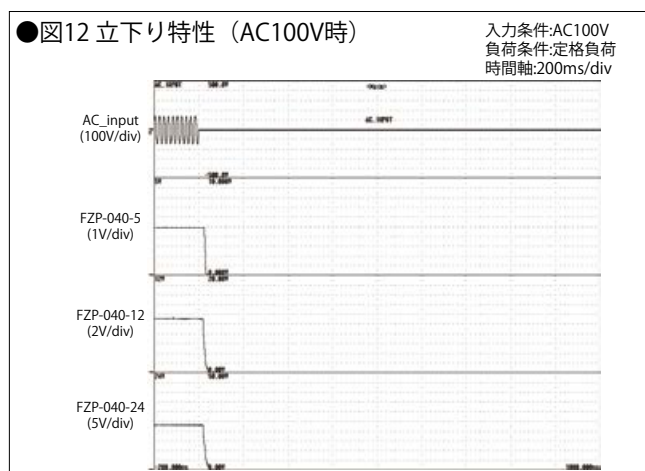 ●図12 立下り特性（AC100V時）
入力条件:AC100V
負荷条件:定格負荷
時間軸:200ms/div
AC_input
(100V/div)
AC.INPUT
FZP-040-5
(1V/div)
FZP-040-12
(2V/div)
FZP-040-24
(5V/div)